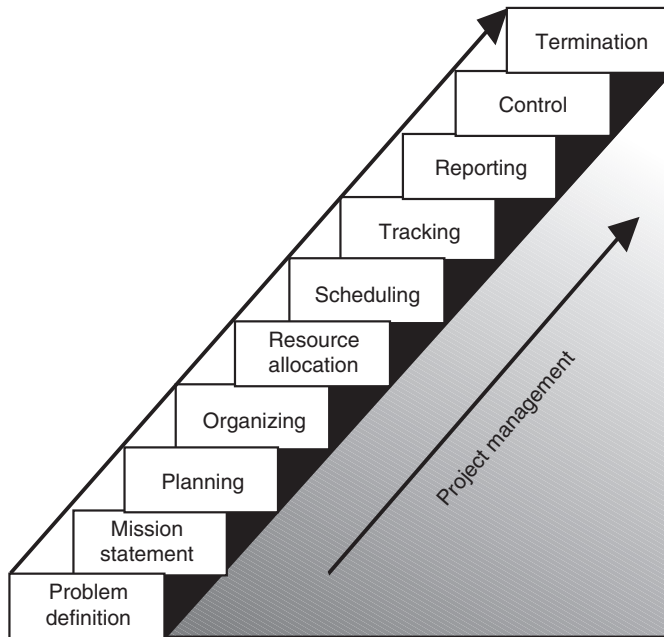 Termination
Control
Reporting
Tracking
Scheduling
Resource
allocation
Organizing
Planning
Mission
statement
Problem
definition
Project management